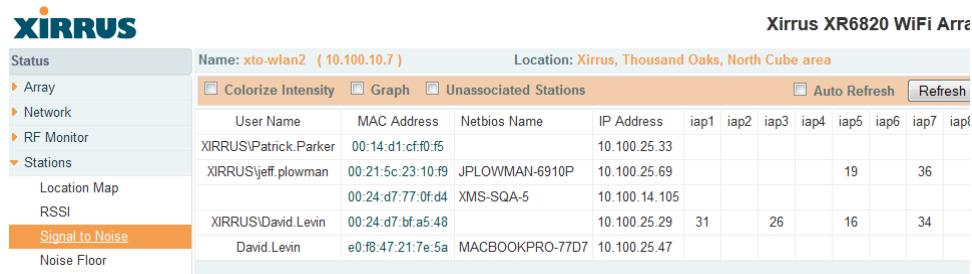 XIRRUS
Xirrus XR6820 WiFi Arra
Status
Name: xto-wlan2 ( 10.100.10.7 ) Location: Xirrus, Thousand Oaks, North Cube area
Array
Colorize Intensity Graph Unassociated Stations Auto Refresh Refresh
Network
User Name MAC Address Netbios Name IP Address iap1 iap2 iap3 iap4 iap5 iap6 iap7 iap8
RF Monitor
XIRRUS\Patrick.Parker 00:14:d1:cf:f0:f5 10.100.25.33
Stations
XIRRUS\jeff.plowman 00:21:5c:23:10:f9 JPLOWMAN-6910P 10.100.25.69 19 36
Location Map
00:24:d7:77:0f:d4 XMS-SQA-5 10.100.14.105
RSSI
XIRRUS\David.Levin 00:24:d7:bf:a5:48 10.100.25.29 31 26 16 34
Signal to Noise
David.Levin e0:f8:47:21:7e:5a MACBOOKPRO-77D7 10.100.25.47
Noise Floor